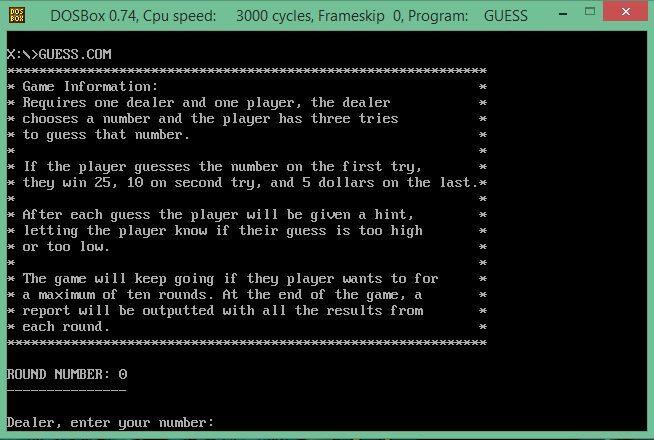 DOS
BOX
DOSBox 0.74, Cpu speed: 3000 cycles, Frameskip 0, Program: GUESS
X:\>GUESS.COM
************************************************************
* Game Information: *
* Requires one dealer and one player, the dealer *
* chooses a number and the player has three tries *
* to guess that number. *
* *
* If the player guesses the number on the first try, *
* they win 25, 10 on second try, and 5 dollars on the last.*
* *
* After each guess the player will be given a hint, *
* letting the player know if their guess is too high *
* or too low. *
* *
* The game will keep going if they player wants to for *
* a maximum of ten rounds. At the end of the game, a *
* report will be outputted with all the results from *
* each round. *
************************************************************
ROUND NUMBER: 0
---------------
Dealer, enter your number: